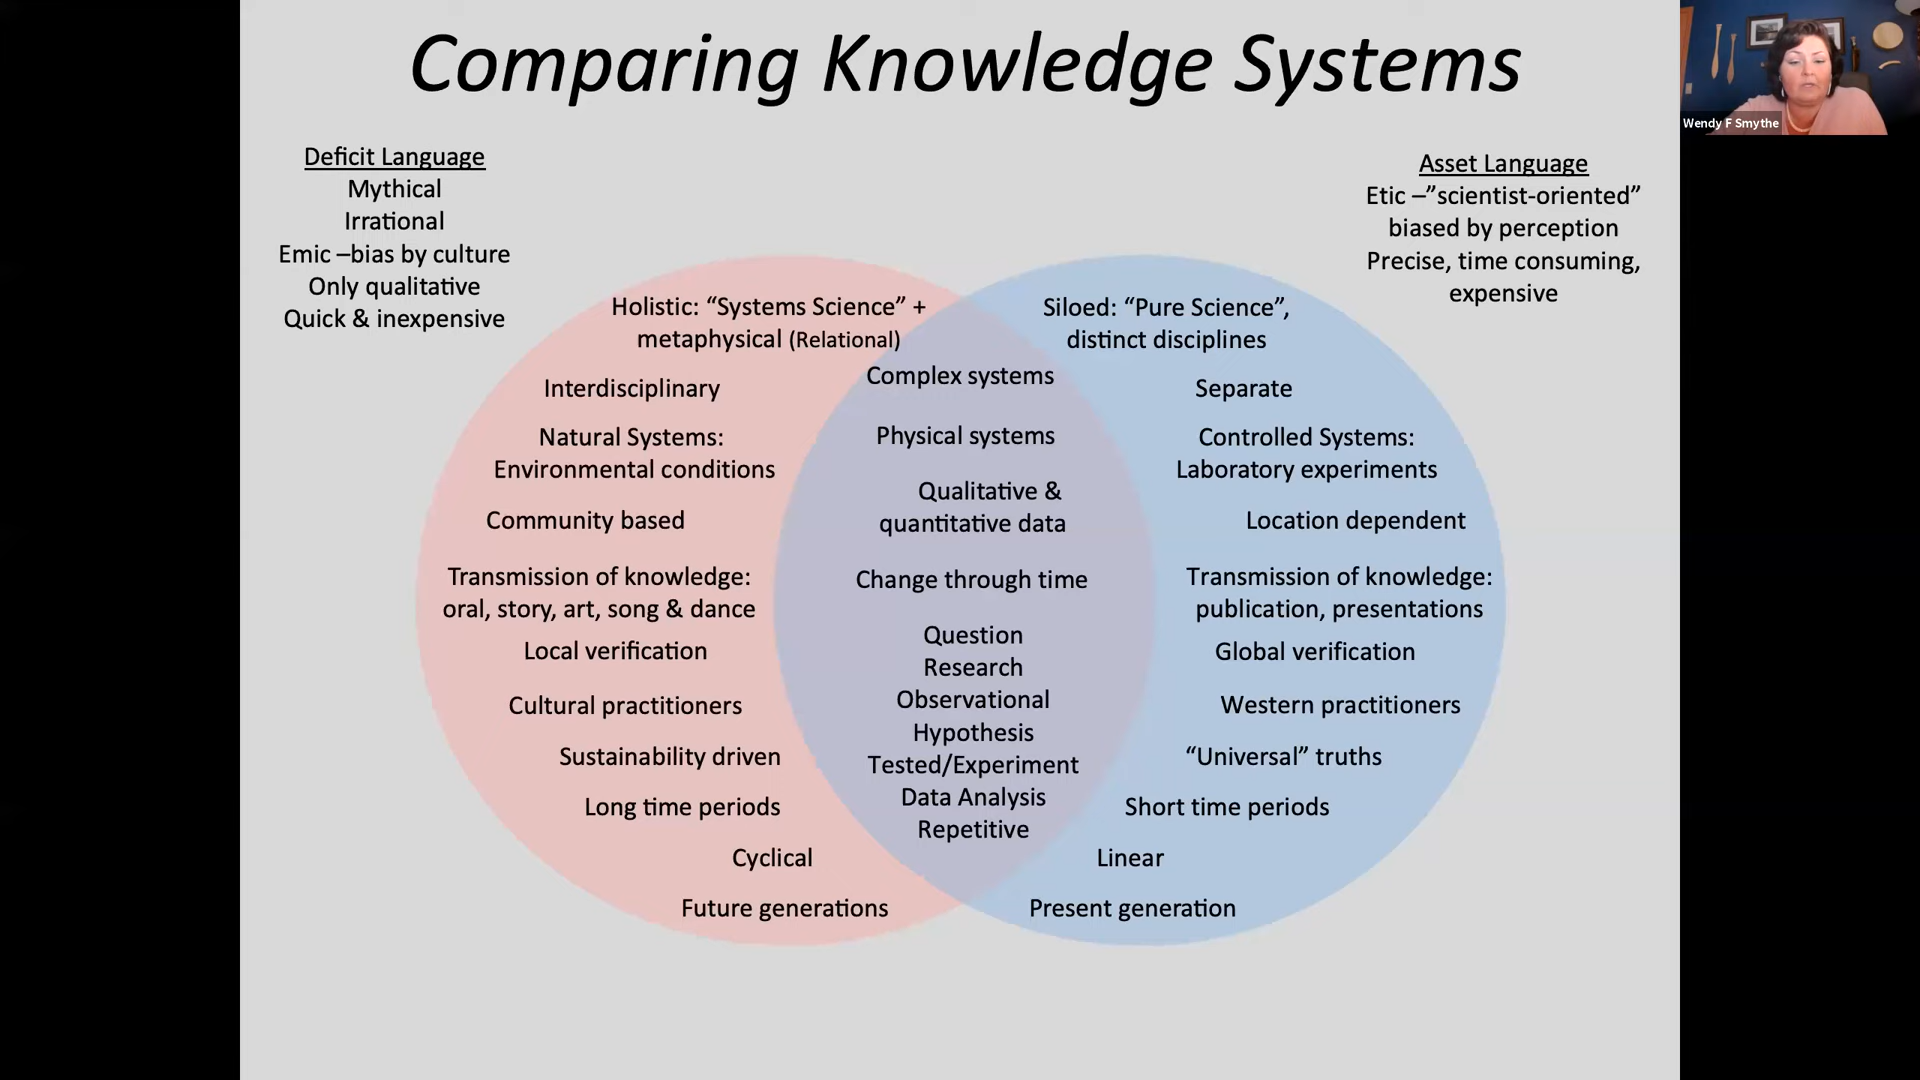 Comparing Knowledge Systems
Wendy F Smythe
Deficit Language
Mythical
Irrational
Emic –bias by culture
Only qualitative
Quick & inexpensive
Asset Language
Etic –”scientist-oriented”
biased by perception
Precise, time consuming,
expensive
Holistic: “Systems Science” +
metaphysical (Relational)
Interdisciplinary
Natural Systems:
Environmental conditions
Community based
Transmission of knowledge:
oral, story, art, song & dance
Local verification
Cultural practitioners
Sustainability driven
Long time periods
Cyclical
Future generations
Complex systems
Physical systems
Qualitative &
quantitative data
Change through time
Question
Research
Observational
Hypothesis
Tested/Experiment
Data Analysis
Repetitive
Siloed: “Pure Science”,
distinct disciplines
Separate
Controlled Systems:
Laboratory experiments
Location dependent
Transmission of knowledge:
publication, presentations
Global verification
Western practitioners
“Universal” truths
Short time periods
Linear
Present generation